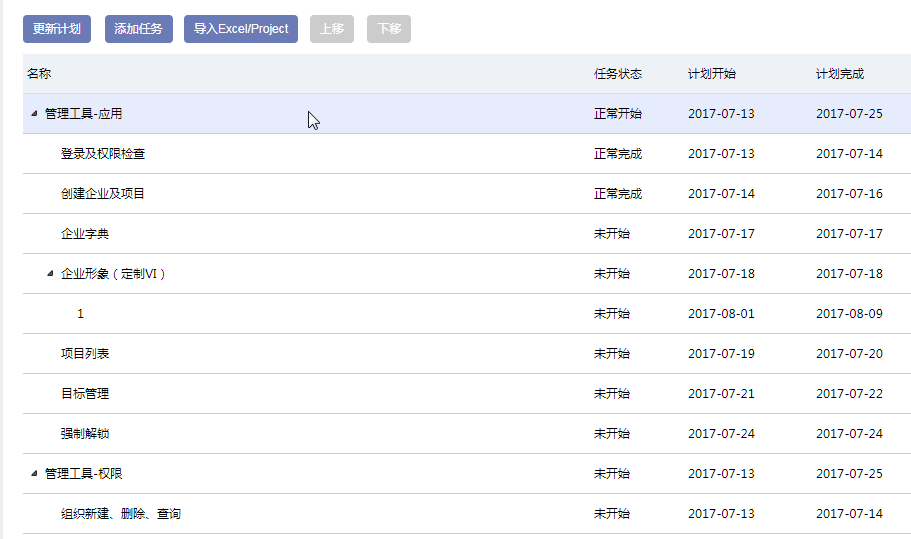 更新计划 添加任务 导入Excel/Project 上移 下移
名称 任务状态 计划开始 计划完成
管理工具-应用 正常开始 2017-07-13 2017-07-25
登录及权限检查 正常完成 2017-07-13 2017-07-14
创建企业及项目 正常完成 2017-07-14 2017-07-16
企业字典 未开始 2017-07-17 2017-07-17
企业形象（定制VI） 未开始 2017-07-18 2017-07-18
1 未开始 2017-08-01 2017-08-09
项目列表 未开始 2017-07-19 2017-07-20
目标管理 未开始 2017-07-21 2017-07-22
强制解锁 未开始 2017-07-24 2017-07-24
管理工具-权限 未开始 2017-07-13 2017-07-25
组织新建、删除、查询 未开始 2017-07-13 2017-07-14